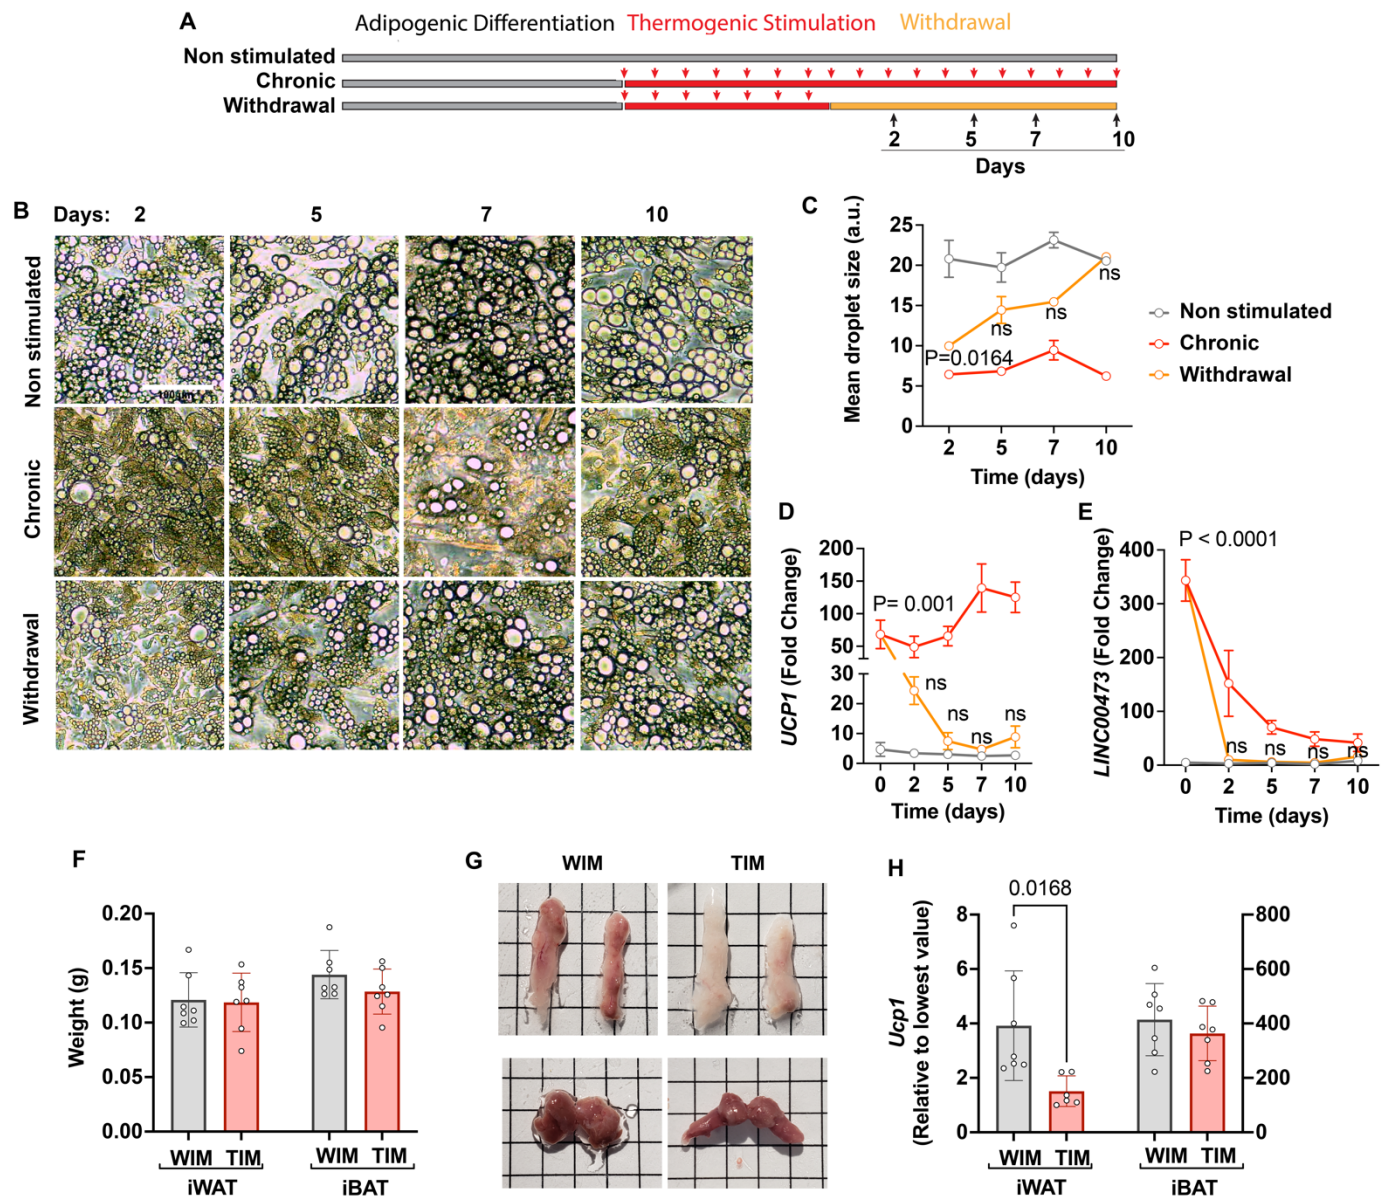 A
Adipogenic Differentiation Thermogenic Stimulation Withdrawal
Non stimulated
Chronic
Withdrawal
2 5 7 10
Days
B
Days: 2 5 7 10
Non stimulated
Chronic
Withdrawal
C
Mean droplet size (a.u.)
25
20
15
10
5
0
P=0.0164
ns
ns
ns
2 5 7 10
Time (days)
Non stimulated
Chronic
Withdrawal
D
UCP1 (Fold Change)
200
150
100
50
30
20
10
0
P= 0.001
ns
ns
ns
ns
0 2 5 7 10
Time (days)
E
LINC00473 (Fold Change)
P < 0.0001
400
300
200
100
0
ns ns ns ns
0 2 5 7 10
Time (days)
F
Weight (g)
0.20
0.15
0.10
0.05
0.00
WIM TIM WIM TIM
iWAT iBAT
G
WIM TIM
H
Ucp1
(Relative to lowest value)
0.0168
8
6
4
2
0
800
600
400
200
0
WIM TIM WIM TIM
iWAT iBAT